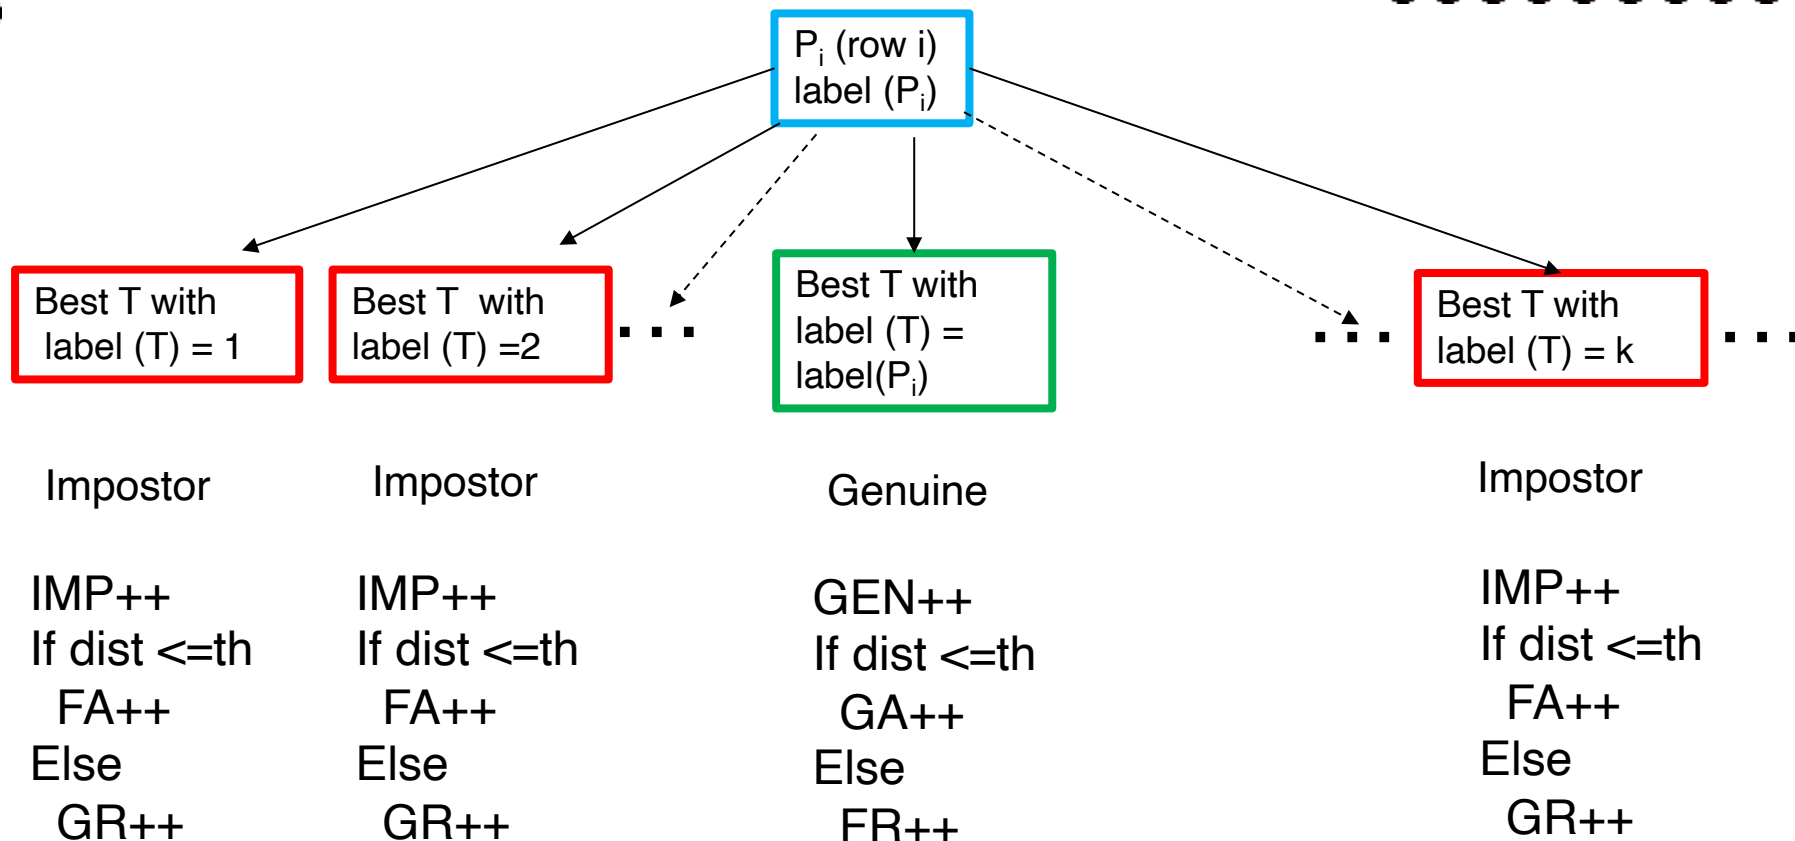 Pi (row i)
label (Pi)
Best T with
label (T) = 1
Best T with
label (T) =2
...
Best T with
label (T) =
label(Pi)
...
Best T with
label (T) = k
...
Impostor
Impostor
Genuine
Impostor
IMP++
If dist <=th
FA++
Else
GR++
IMP++
If dist <=th
FA++
Else
GR++
GEN++
If dist <=th
GA++
Else
FR++
IMP++
If dist <=th
FA++
Else
GR++